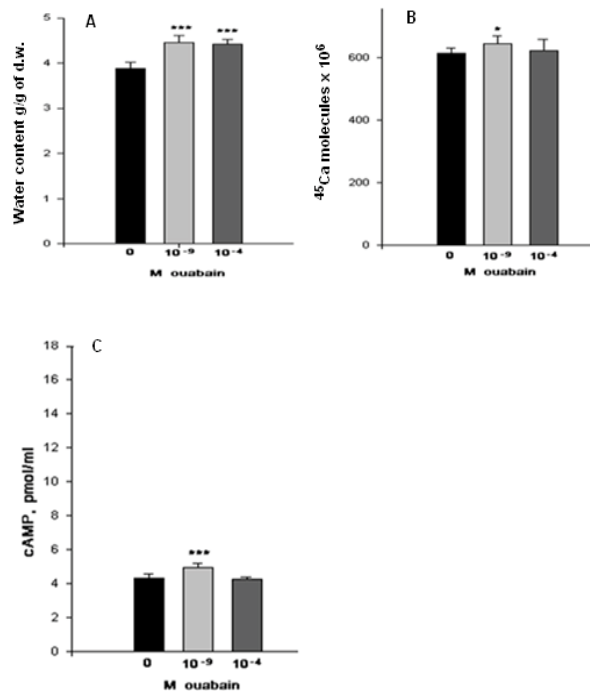 A
Water content g/g of d.w.
5
4
3
2
1
0
*** ***
0 10⁻⁹ 10⁻⁴
M ouabain
B
⁴⁵Ca molecules x 10⁶
600
400
200
0
*
0 10⁻⁹ 10⁻⁴
M ouabain
C
cAMP, pmol/ml
18
16
14
12
10
8
6
4
2
0
***
0 10⁻⁹ 10⁻⁴
M ouabain